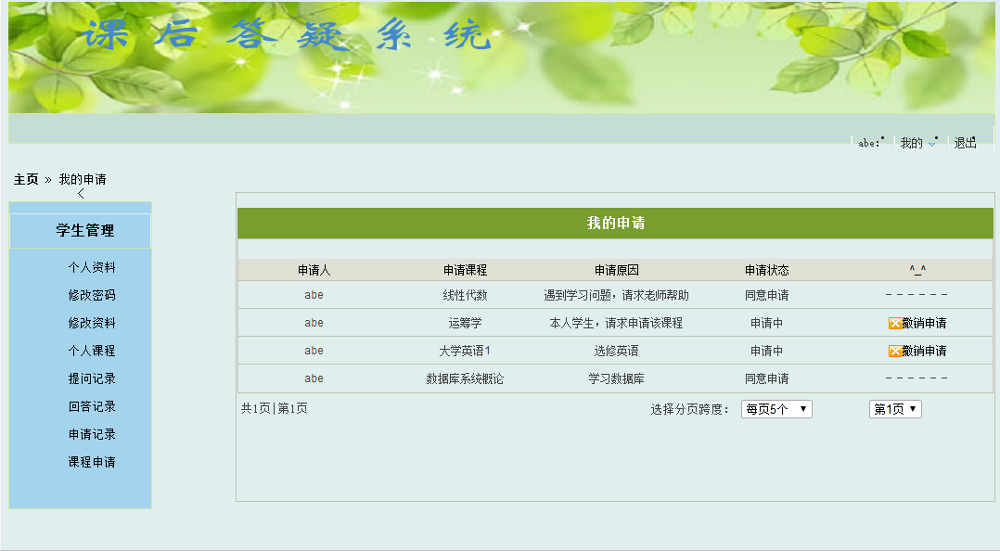 课后答疑系统
abe: 我的 退出
主页 » 我的申请
学生管理
个人资料
修改密码
修改资料
个人课程
提问记录
回答记录
申请记录
课程申请
我的申请
申请人 申请课程 申请原因 申请状态 ^_^
abe 线性代数 遇到学习问题，请求老师帮助 同意申请 - - - - - -
abe 运筹学 本人学生，请求申请该课程 申请中 撤销申请
abe 大学英语1 选修英语 申请中 撤销申请
abe 数据库系统概论 学习数据库 同意申请 - - - - - -
共1页|第1页 选择分页跨度： 每页5个 第1页